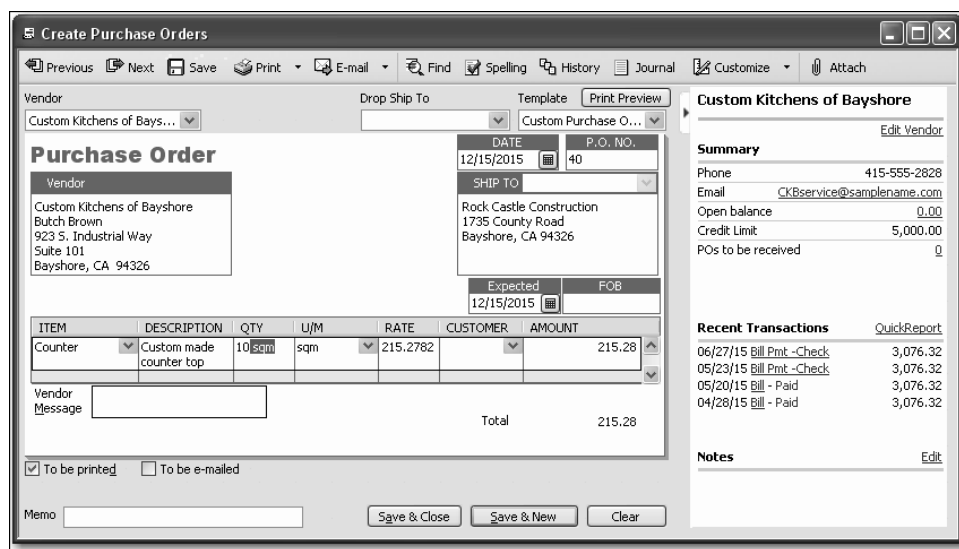 Create Purchase Orders
Previous Next Save Print E-mail Find Spelling History Journal Customize Attach
Vendor Drop Ship To Template Print Preview
Custom Kitchens of Bays... Custom Purchase O...
Purchase Order
DATE P.O. NO.
12/15/2015 40
Vendor
SHIP TO
Custom Kitchens of Bayshore
Butch Brown
923 S. Industrial Way
Suite 101
Bayshore, CA 94326
Rock Castle Construction
1735 County Road
Bayshore, CA 94326
Expected FOB
12/15/2015
ITEM DESCRIPTION QTY U/M RATE CUSTOMER AMOUNT
Counter Custom made 10 sqm sqm 215.2782 215.28
counter top
Vendor
Message
Total 215.28
To be printed To be e-mailed
Memo
Save & Close Save & New Clear
Custom Kitchens of Bayshore
Edit Vendor
Summary
Phone 415-555-2828
Email CKBservice@samplename.com
Open balance 0.00
Credit Limit 5,000.00
POs to be received 0
Recent Transactions QuickReport
06/27/15 Bill Pmt -Check 3,076.32
05/23/15 Bill Pmt -Check 3,076.32
05/20/15 Bill - Paid 3,076.32
04/28/15 Bill - Paid 3,076.32
Notes Edit